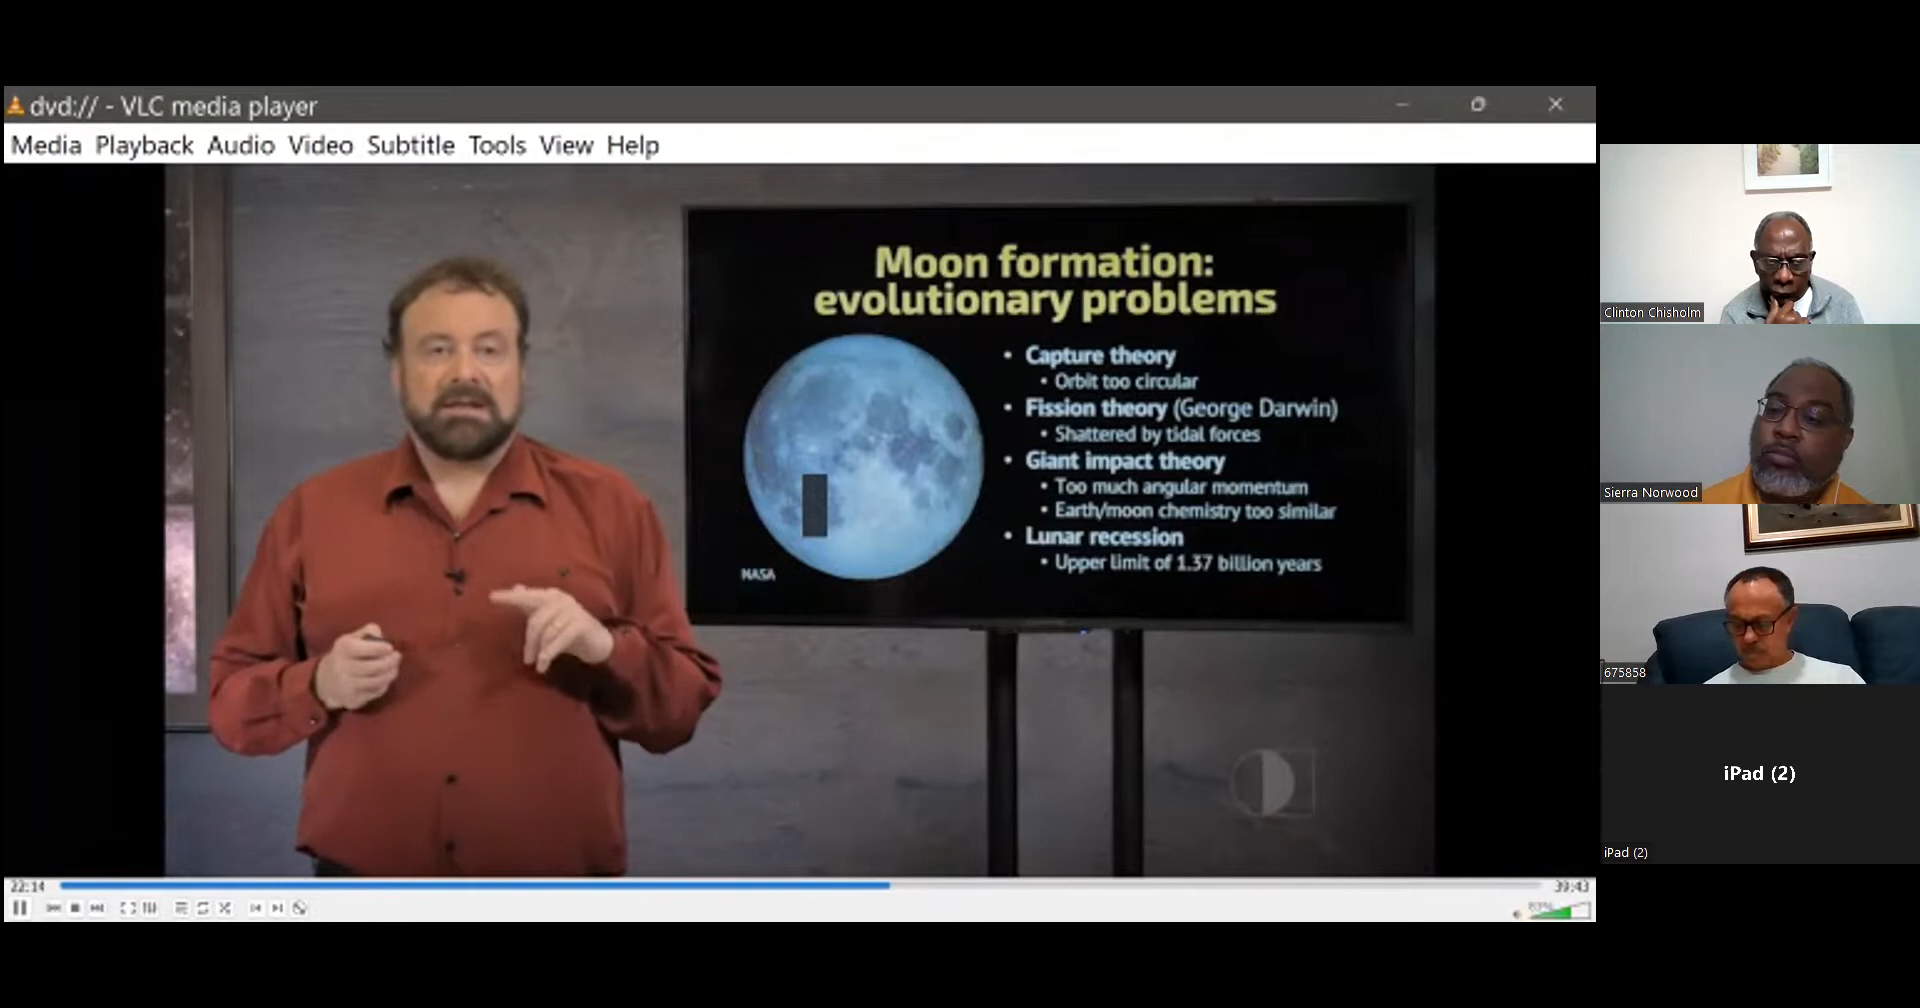 dvd:// - VLC media player
Media Playback Audio Video Subtitle Tools View Help
Moon formation:
evolutionary problems
• Capture theory
• Orbit too circular
• Fission theory (George Darwin)
• Shattered by tidal forces
• Giant impact theory
• Too much angular momentum
• Earth/moon chemistry too similar
• Lunar recession
• Upper limit of 1.37 billion years
NASA
22:14
39:43
83%
Clinton Chisholm
Sierra Norwood
675858
iPad (2)
iPad (2)